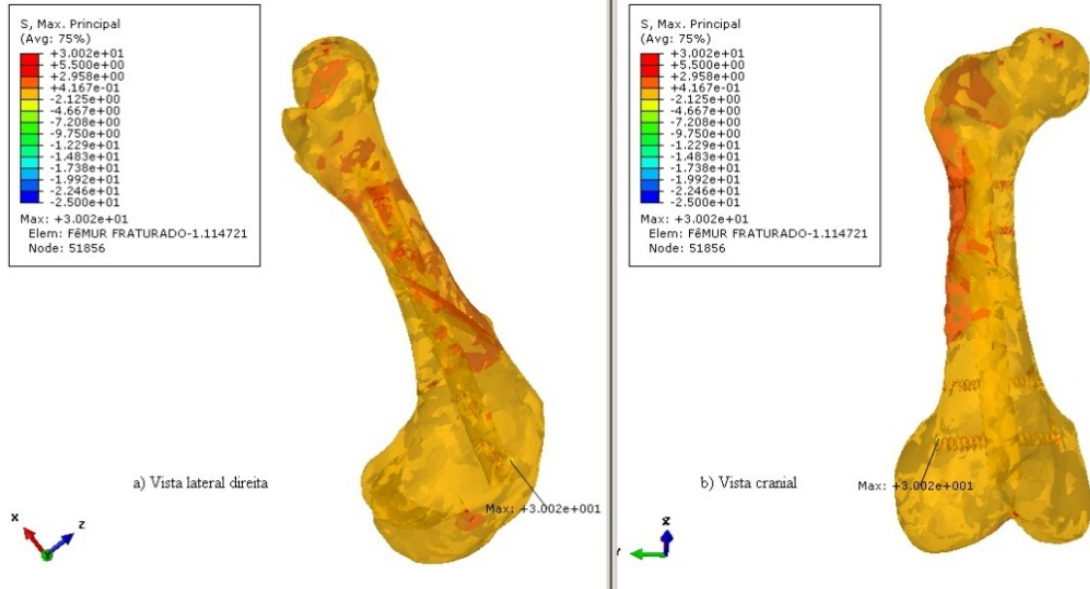 S, Max. Principal
(Avg: 75%)
+3.002e+01
+5.500e+00
+2.958e+00
+4.167e-01
-2.125e+00
-4.667e+00
-7.208e+00
-9.750e+00
-1.229e+01
-1.483e+01
-1.738e+01
-1.992e+01
-2.246e+01
-2.500e+01
Max: +3.002e+01
Elem: FêMUR FRATURADO-1.114721
Node: 51856
a) Vista lateral direita
Max: +3.002e+001
X
Z
Y
S, Max. Principal
(Avg: 75%)
+3.002e+01
+5.500e+00
+2.958e+00
+4.167e-01
-2.125e+00
-4.667e+00
-7.208e+00
-9.750e+00
-1.229e+01
-1.483e+01
-1.738e+01
-1.992e+01
-2.246e+01
-2.500e+01
Max: +3.002e+01
Elem: FêMUR FRATURADO-1.114721
Node: 51856
b) Vista cranial
Max: +3.002e+001